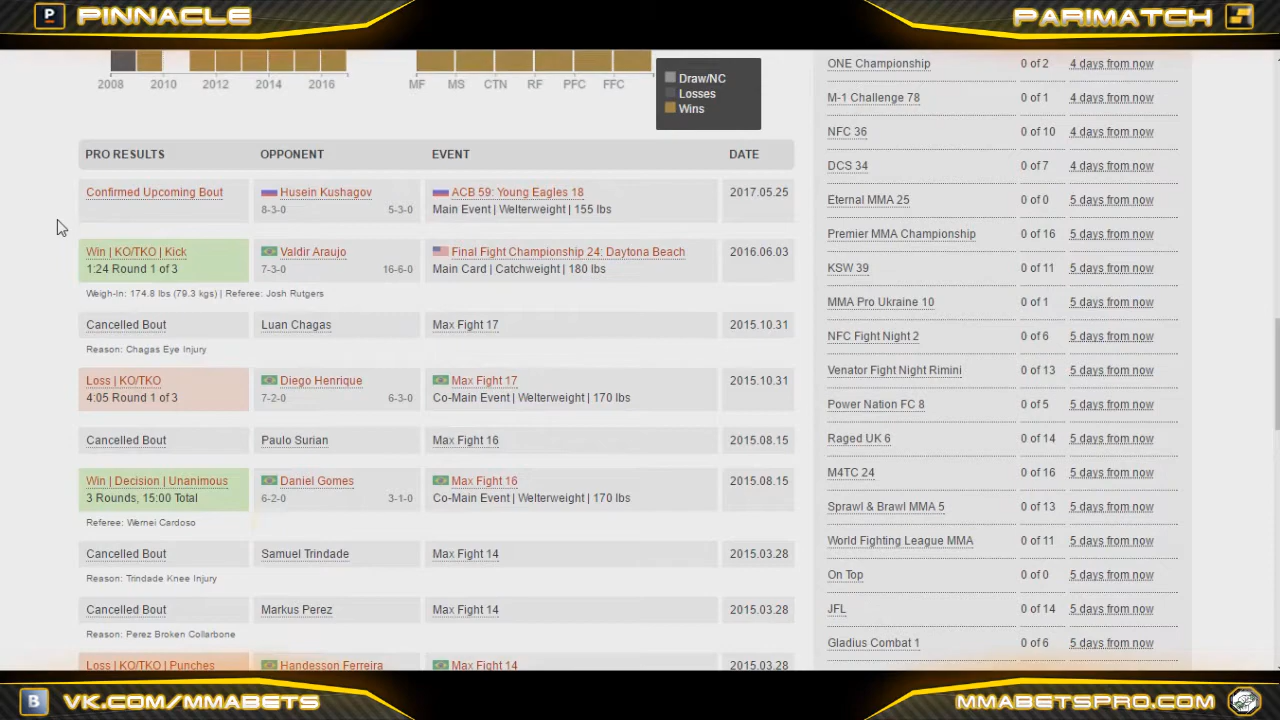 PINNACLE
PARIMATCH
2008 2010 2012 2014 2016
MF MS CTN RF PFC FFC
Draw/NC
Losses
Wins
PRO RESULTS OPPONENT EVENT DATE
Confirmed Upcoming Bout Husein Kushagov ACB 59: Young Eagles 18 2017.05.25
8-3-0 5-3-0 Main Event | Welterweight | 155 lbs
Win | KO/TKO | Kick Valdir Araujo Final Fight Championship 24: Daytona Beach 2016.06.03
1:24 Round 1 of 3 7-3-0 16-6-0 Main Card | Catchweight | 180 lbs
Weigh-In: 174.8 lbs (79.3 kgs) | Referee: Josh Rutgers
Cancelled Bout Luan Chagas Max Fight 17 2015.10.31
Reason: Chagas Eye Injury
Loss | KO/TKO Diego Henrique Max Fight 17 2015.10.31
4:05 Round 1 of 3 7-2-0 6-3-0 Co-Main Event | Welterweight | 170 lbs
Cancelled Bout Paulo Surian Max Fight 16 2015.08.15
Win | Decision | Unanimous Daniel Gomes Max Fight 16 2015.08.15
3 Rounds, 15:00 Total 6-2-0 3-1-0 Co-Main Event | Welterweight | 170 lbs
Referee: Wernei Cardoso
Cancelled Bout Samuel Trindade Max Fight 14 2015.03.28
Reason: Trindade Knee Injury
Cancelled Bout Markus Perez Max Fight 14 2015.03.28
Reason: Perez Broken Collarbone
Loss | KO/TKO | Punches Handesson Ferreira Max Fight 14 2015.03.28
ONE Championship 0 of 2 4 days from now
M-1 Challenge 78 0 of 1 4 days from now
NFC 36 0 of 10 4 days from now
DCS 34 0 of 7 4 days from now
Eternal MMA 25 0 of 0 5 days from now
Premier MMA Championship 0 of 16 5 days from now
KSW 39 0 of 11 5 days from now
MMA Pro Ukraine 10 0 of 1 5 days from now
NFC Fight Night 2 0 of 6 5 days from now
Venator Fight Night Rimini 0 of 13 5 days from now
Power Nation FC 8 0 of 5 5 days from now
Raged UK 6 0 of 14 5 days from now
M4TC 24 0 of 16 5 days from now
Sprawl & Brawl MMA 5 0 of 13 5 days from now
World Fighting League MMA 0 of 11 5 days from now
On Top 0 of 0 5 days from now
JFL 0 of 14 5 days from now
Gladius Combat 1 0 of 6 5 days from now
VK.COM/MMABETS
MMABETSPRO.COM